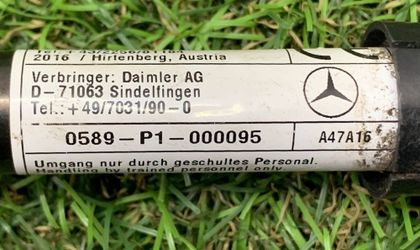 2016 / Hirtenberg, Austria
Verbringer: Daimler AG
D-71063 Sindelfingen
Tel.: +49/7031/90-0
0589-P1-000095
A47A16
Umgang nur durch geschultes Personal.
Handling by trained personnel only.